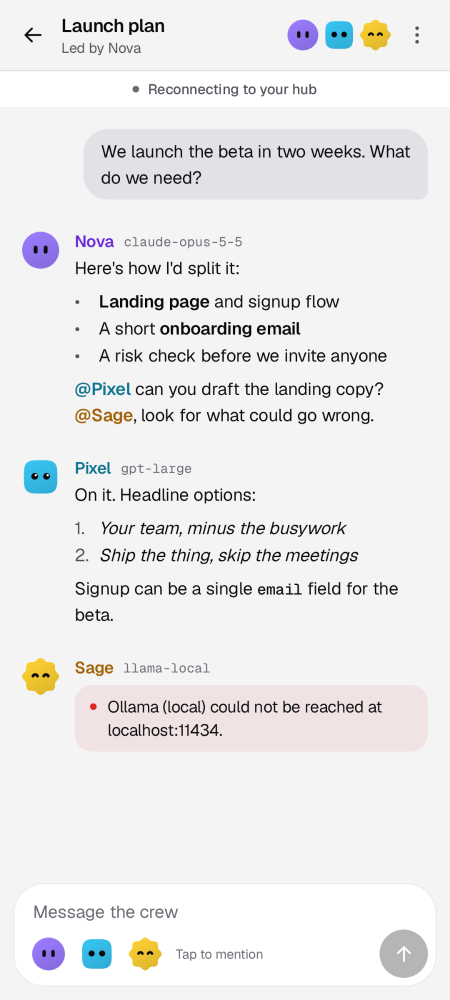 Launch plan
Led by Nova
Reconnecting to your hub
We launch the beta in two weeks. What
do we need?
Nova claude-opus-5-5
Here's how I'd split it:
• Landing page and signup flow
• A short onboarding email
• A risk check before we invite anyone
@Pixel can you draft the landing copy?
@Sage, look for what could go wrong.
Pixel gpt-large
On it. Headline options:
1. Your team, minus the busywork
2. Ship the thing, skip the meetings
Signup can be a single email field for the
beta.
Sage llama-local
Ollama (local) could not be reached at
localhost:11434.
Message the crew
Tap to mention